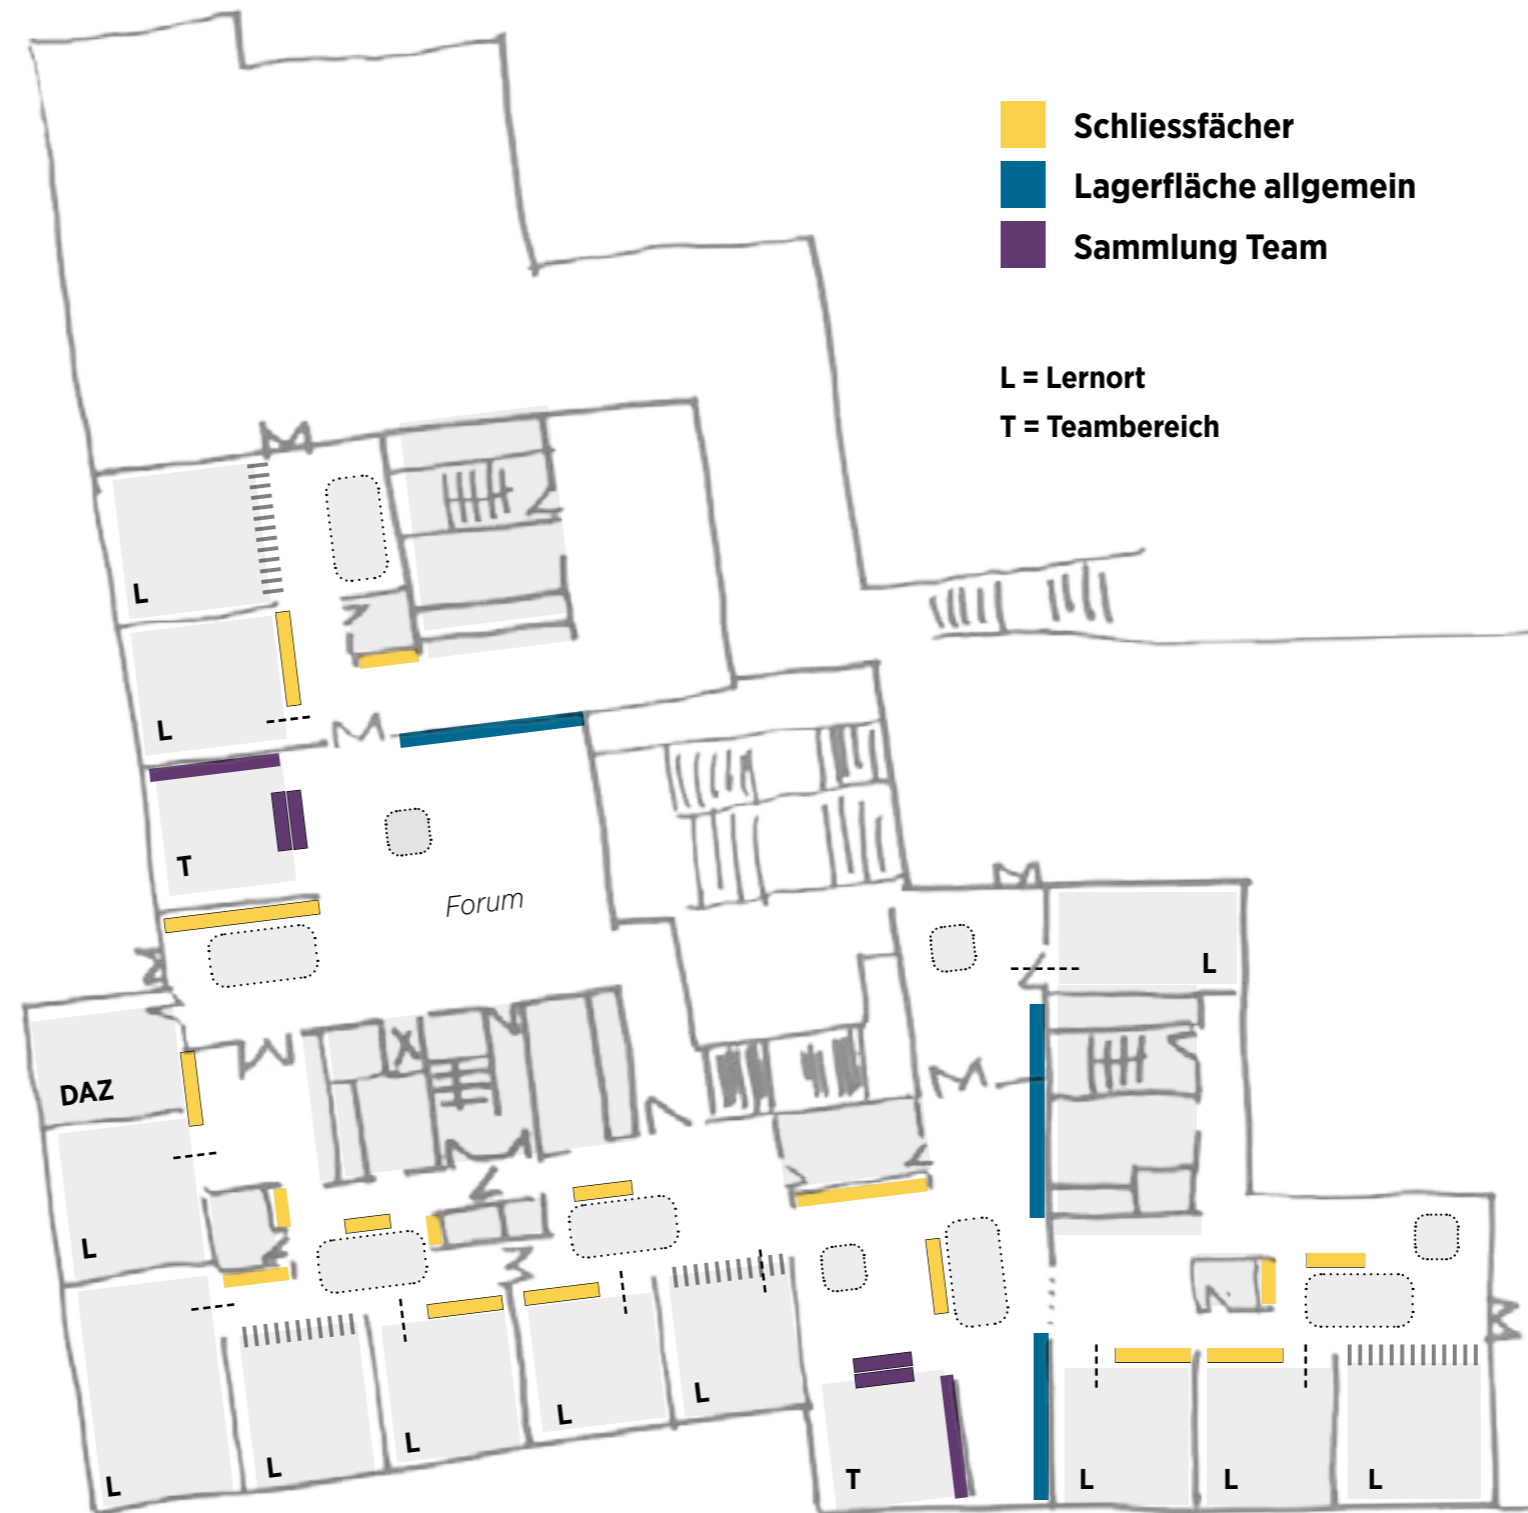 Schliessfächer
Lagerfläche allgemein
Sammlung Team
L = Lernort
T = Teambereich
L
L
T
Forum
L
DAZ
L
L
L
L
L
L
T
L
L
L